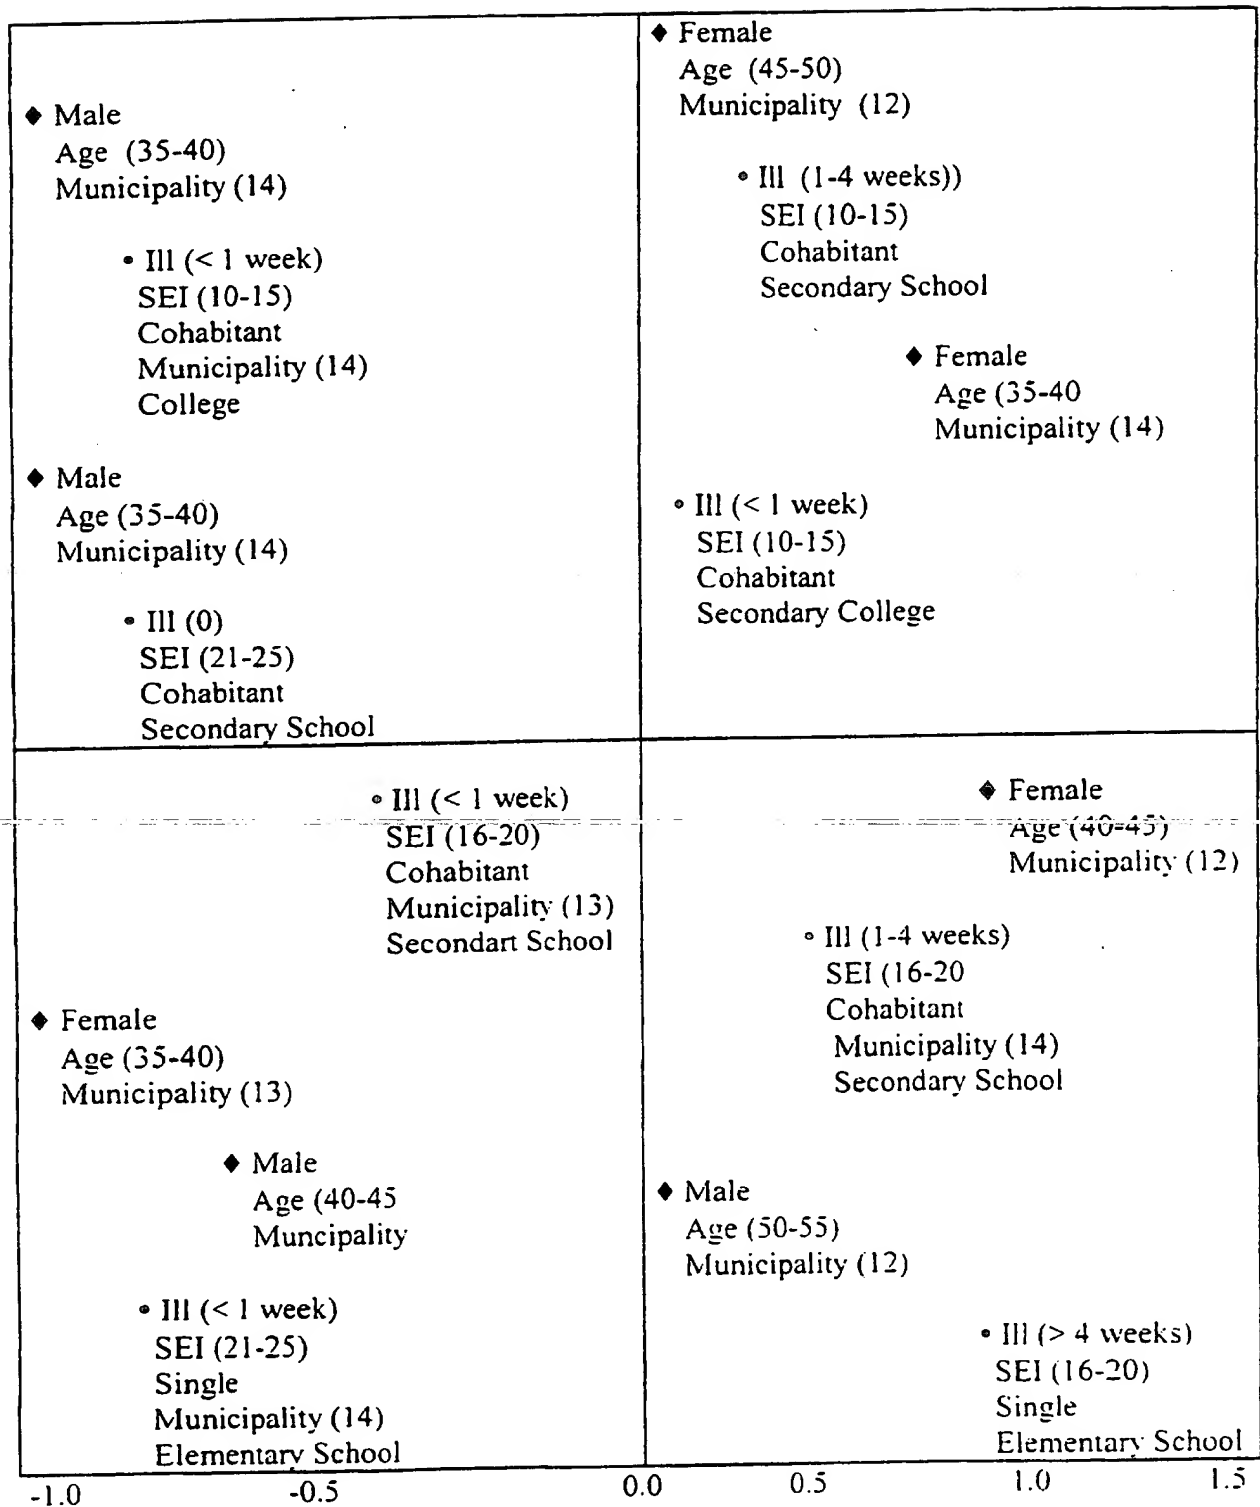 ♦ Male
Age (35-40)
Municipality (14)
• Ill (< 1 week)
SEI (10-15)
Cohabitant
Municipality (14)
College
♦ Male
Age (35-40)
Municipality (14)
• Ill (0)
SEI (21-25)
Cohabitant
Secondary School
♦ Female
Age (45-50)
Municipality (12)
• Ill (1-4 weeks))
SEI (10-15)
Cohabitant
Secondary School
♦ Female
Age (35-40
Municipality (14)
• Ill (< 1 week)
SEI (10-15)
Cohabitant
Secondary College
• Ill (< 1 week)
SEI (16-20)
Cohabitant
Municipality (13)
Secondart School
♦ Female
Age (35-40)
Municipality (13)
♦ Male
Age (40-45
Muncipality
• Ill (< 1 week)
SEI (21-25)
Single
Municipality (14)
Elementary School
♦ Female
Age (40-45)
Municipality (12)
• Ill (1-4 weeks)
SEI (16-20
Cohabitant
Municipality (14)
Secondary School
♦ Male
Age (50-55)
Municipality (12)
• Ill (> 4 weeks)
SEI (16-20)
Single
Elementary School
-1.0 -0.5 0.0 0.5 1.0 1.5